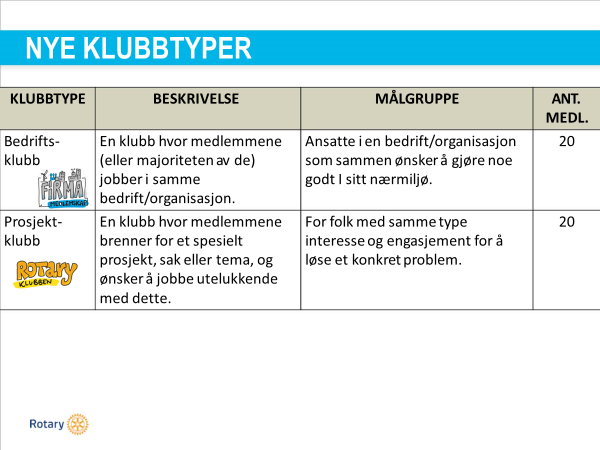 NYE KLUBBTYPER
KLUBBTYPE
BESKRIVELSE
MÅLGRUPPE
ANT.
MEDL.
Bedrifts-
klubb
FIRMA
MEDLEMSKAP
En klubb hvor medlemmene
(eller majoriteten av de)
jobber i samme
bedrift/organisasjon.
Ansatte i en bedrift/organisasjon
som sammen ønsker å gjøre noe
godt I sitt nærmiljø.
20
Prosjekt-
klubb
ROTARY
KLUBBEN
En klubb hvor medlemmene
brenner for et spesielt
prosjekt, sak eller tema, og
ønsker å jobbe utelukkende
med dette.
For folk med samme type
interesse og engasjement for å
løse et konkret problem.
20
Rotary